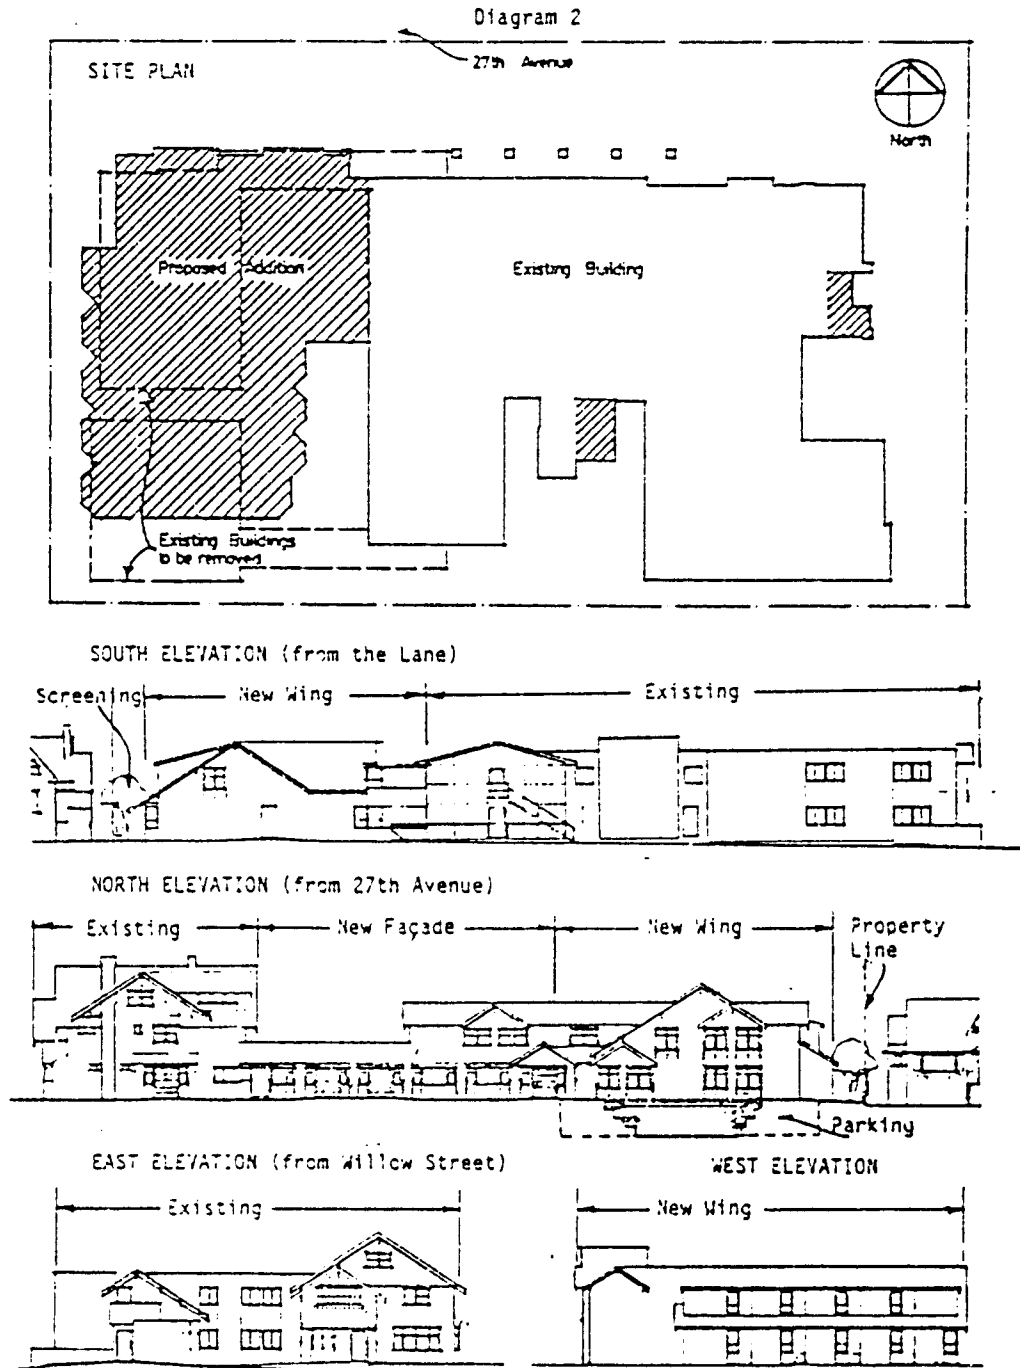 Diagram 2
27th Avenue
SITE PLAN
North
Proposed Addition
Existing Building
Existing Buildings
to be removed
SOUTH ELEVATION (from the Lane)
Screening
New Wing
Existing
NORTH ELEVATION (from 27th Avenue)
Existing
New Façade
New Wing
Property
Line
Parking
EAST ELEVATION (from Willow Street)
WEST ELEVATION
Existing
New Wing